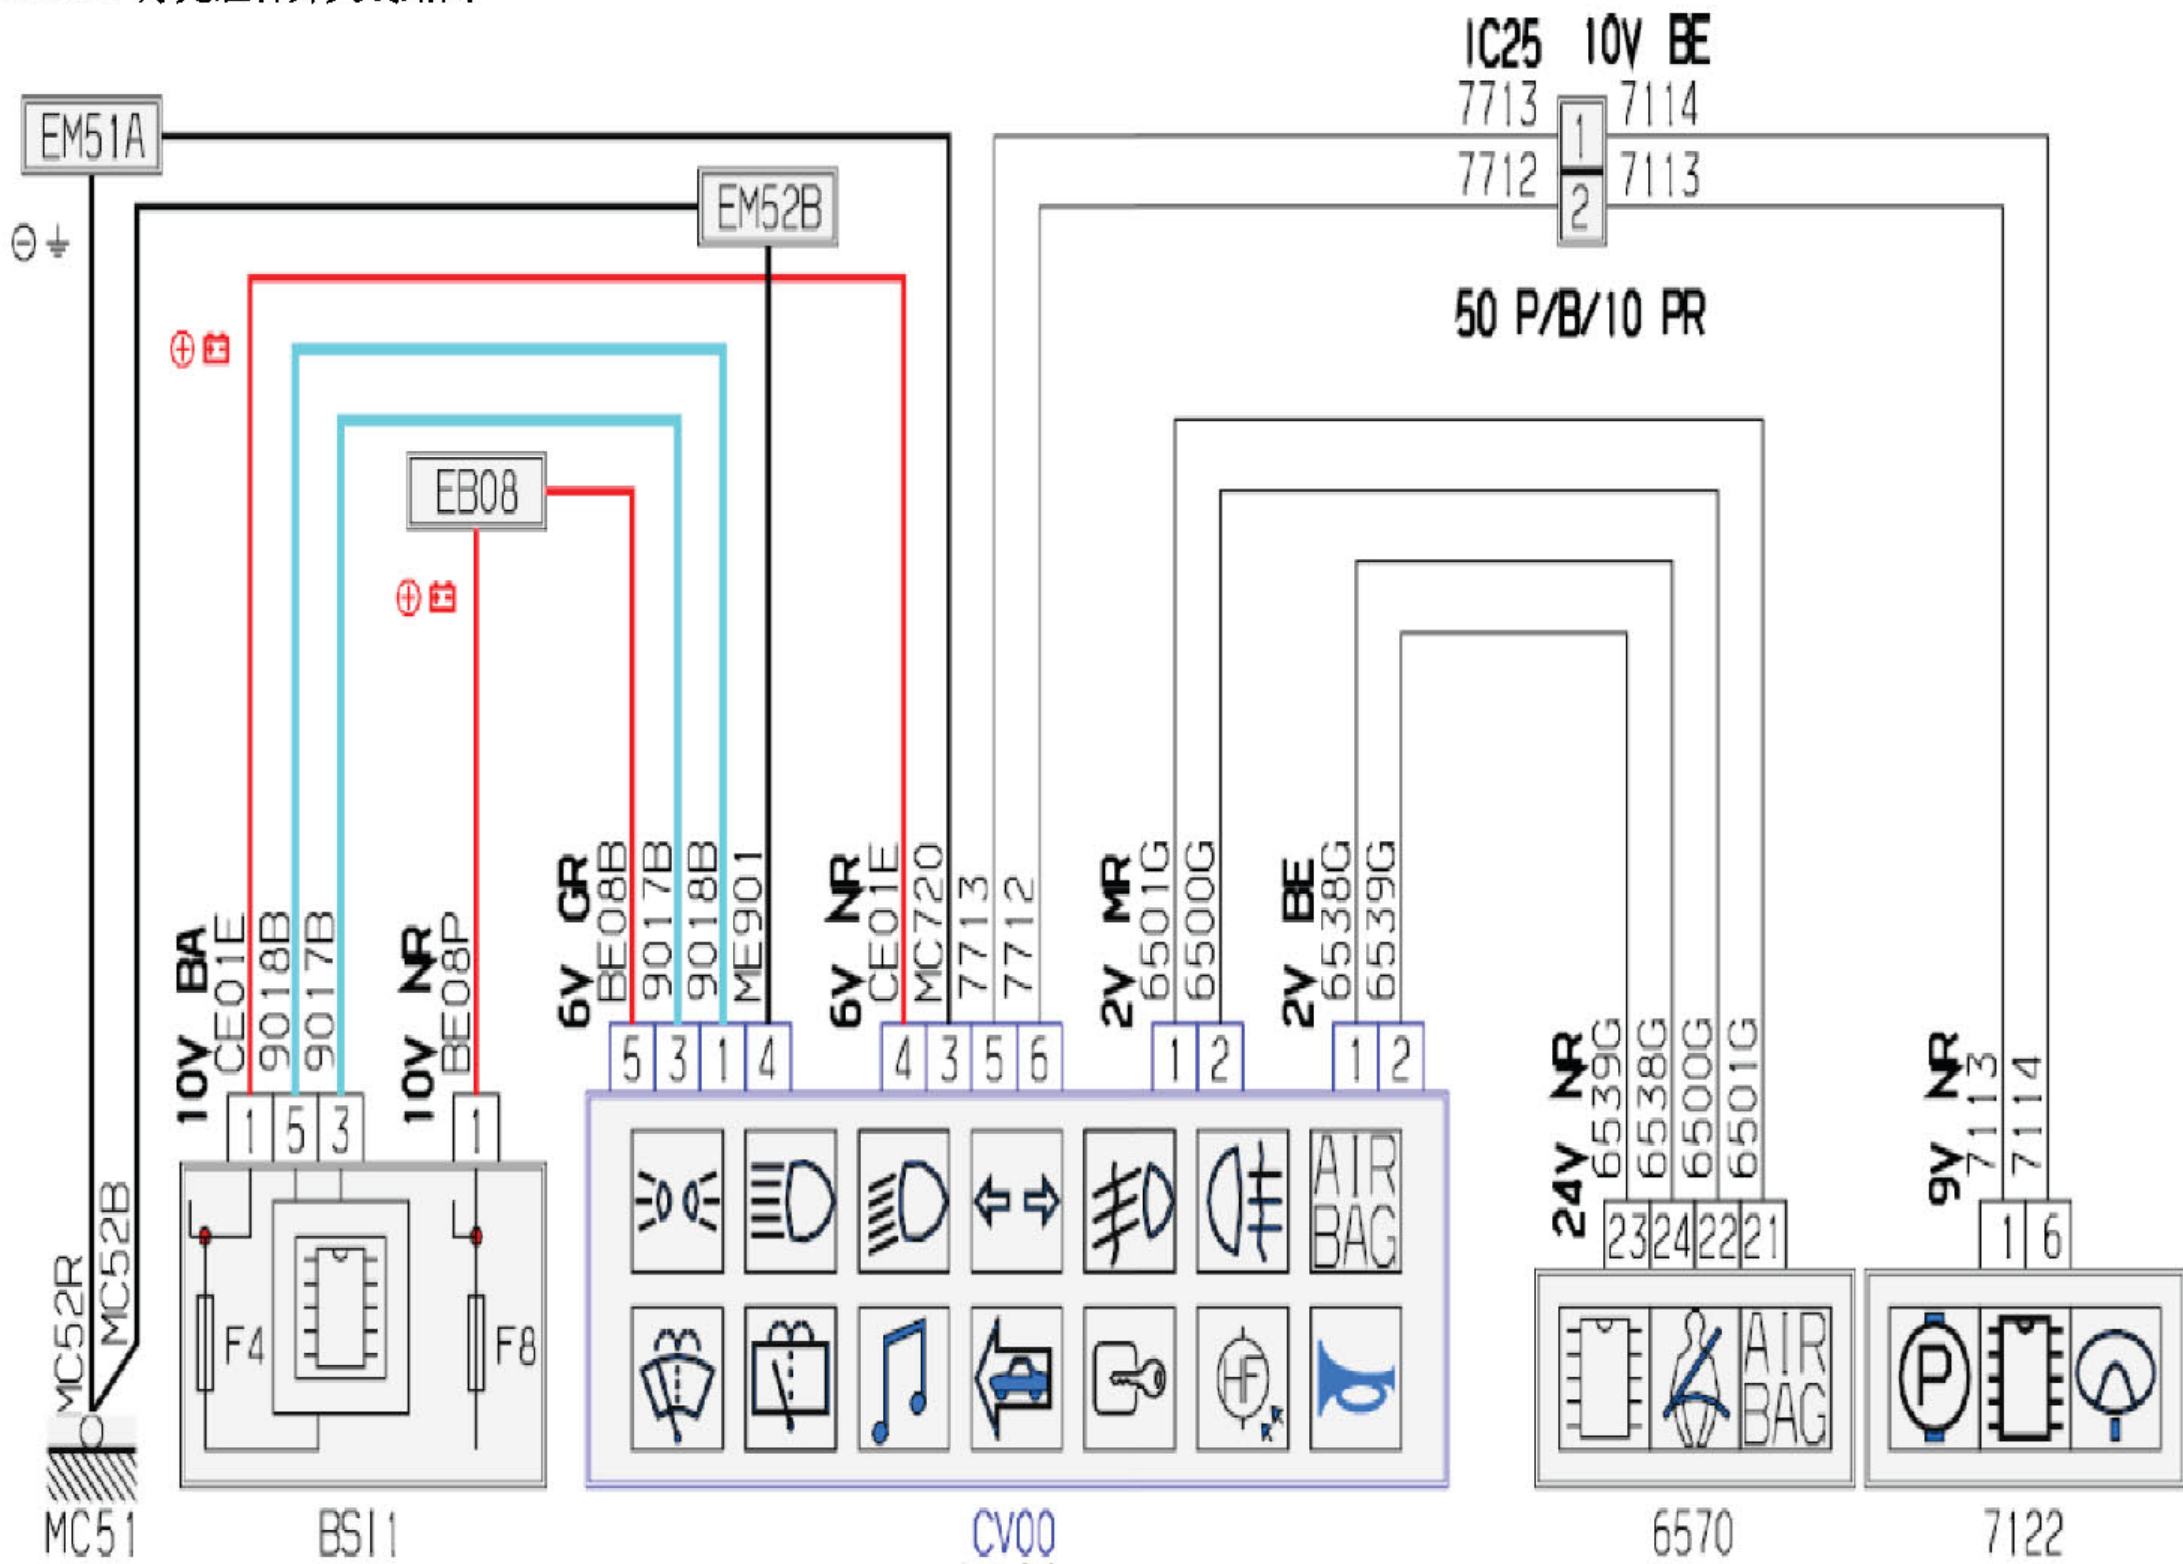 IC25 10V BE
7713 1 7114
7712 2 7113
50 P/B/10 PR
EM51A
EM52B
EB08
10V BA
CE01E
9018B
9017B
10V NR
BE08P
6V GR
BE08B
9017B
9018B
ME901
6V NR
CE01E
MC720
7713
7712
2V MR
6501G
6500G
2V BE
6538G
6539G
24V NR
6539G
6538G
6500G
6501G
9V NR
7113
7114
MC52R
MC52B
1 5 3 1
5 3 1 4
4 3 5 6
1 2
1 2
23 24 22 21
1 6
F4
F8
AIR
BAG
HF
AIR
BAG
P
MC51
BSI1
CV00
6570
7122